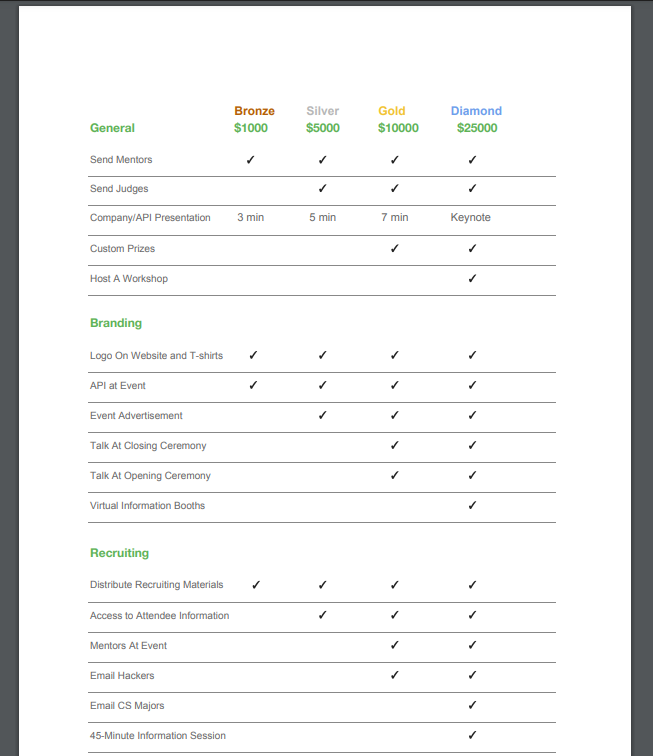 Bronze Silver Gold Diamond
General $1000 $5000 $10000 $25000
Send Mentors ✓ ✓ ✓ ✓
Send Judges ✓ ✓ ✓
Company/API Presentation 3 min 5 min 7 min Keynote
Custom Prizes ✓ ✓
Host A Workshop ✓
Branding
Logo On Website and T-shirts ✓ ✓ ✓ ✓
API at Event ✓ ✓ ✓ ✓
Event Advertisement ✓ ✓ ✓
Talk At Closing Ceremony ✓ ✓
Talk At Opening Ceremony ✓ ✓
Virtual Information Booths ✓
Recruiting
Distribute Recruiting Materials ✓ ✓ ✓ ✓
Access to Attendee Information ✓ ✓ ✓
Mentors At Event ✓ ✓
Email Hackers ✓ ✓
Email CS Majors ✓
45-Minute Information Session ✓